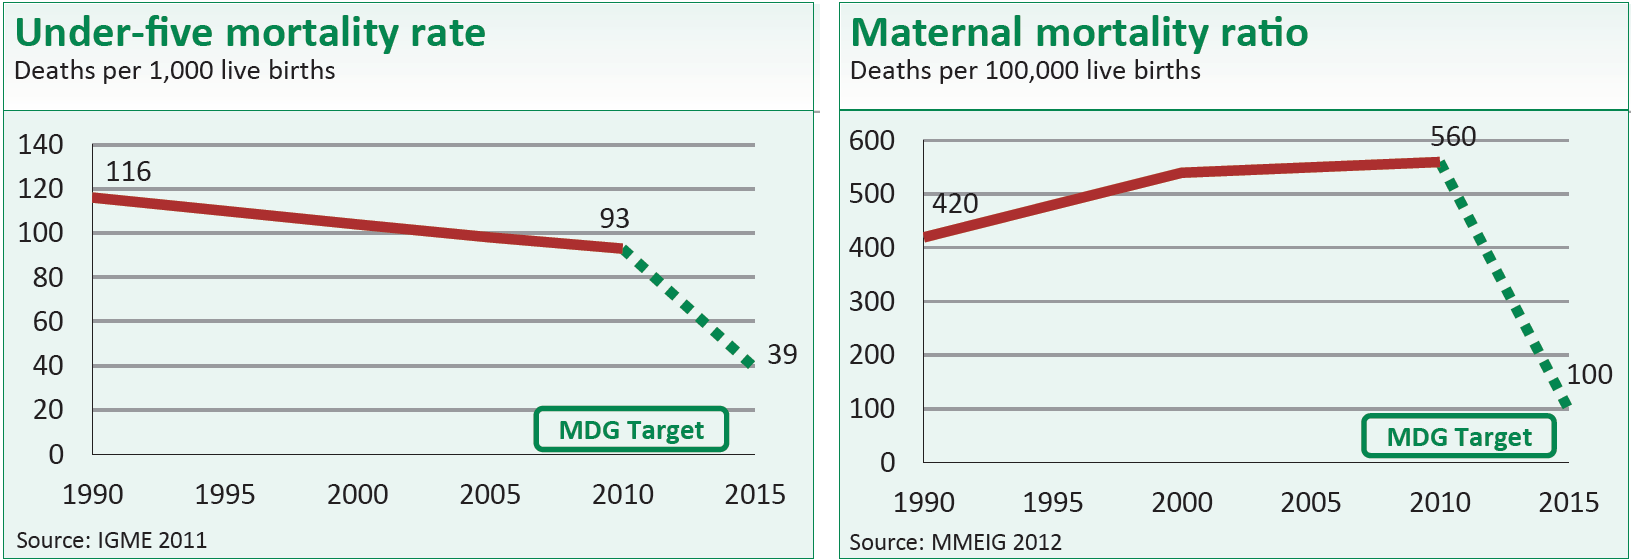 Under-five mortality rate
Deaths per 1,000 live births
140
120
100
80
60
40
20
0
116
93
39
MDG Target
1990 1995 2000 2005 2010 2015
Source: IGME 2011
Maternal mortality ratio
Deaths per 100,000 live births
600
500
400
300
200
100
0
420
560
100
MDG Target
1990 1995 2000 2005 2010 2015
Source: MMEIG 2012